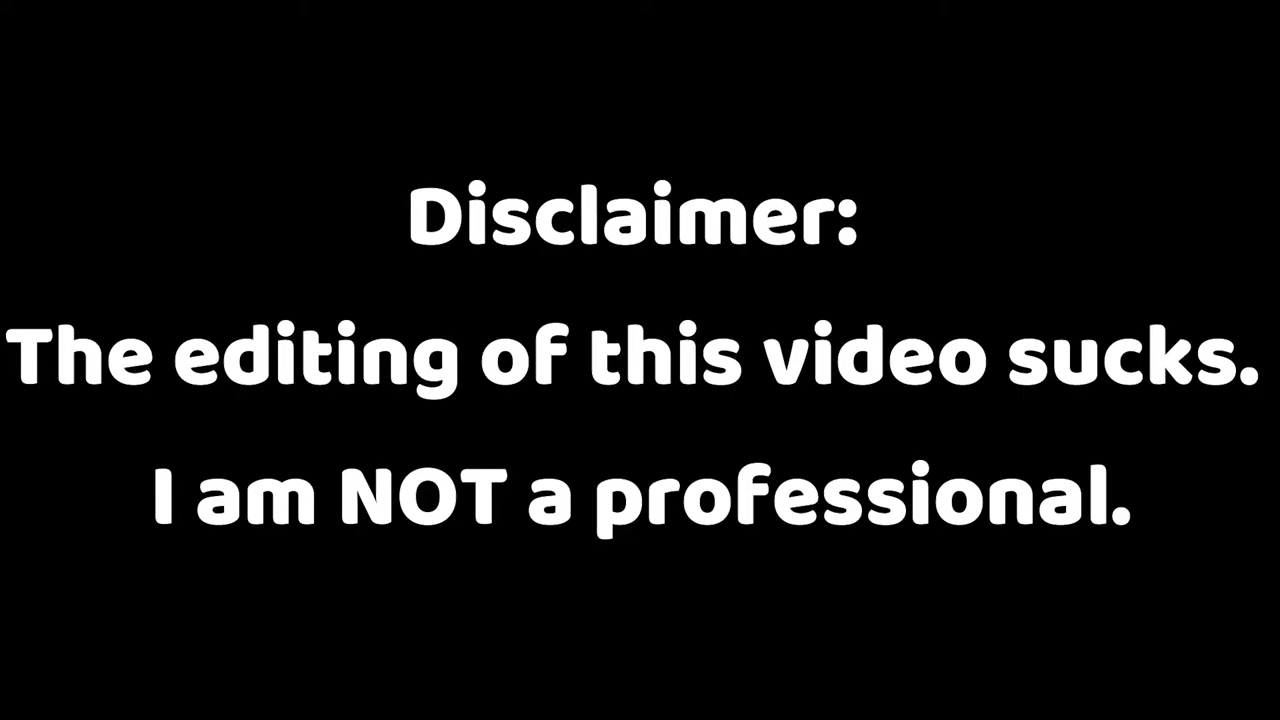 Disclaimer:
The editing of this video sucks.
I am NOT a professional.